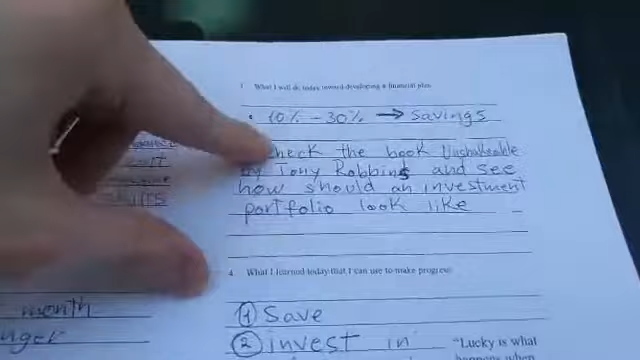 What I will do today toward developing a financial plan
• 10% - 30% → savings
check the book Unshakeable
by Tony Robbins and see
how should an investment
portfolio look like
4. What I learned today that I can use to make progress
① Save
② invest in
"Lucky is what
happens when
month